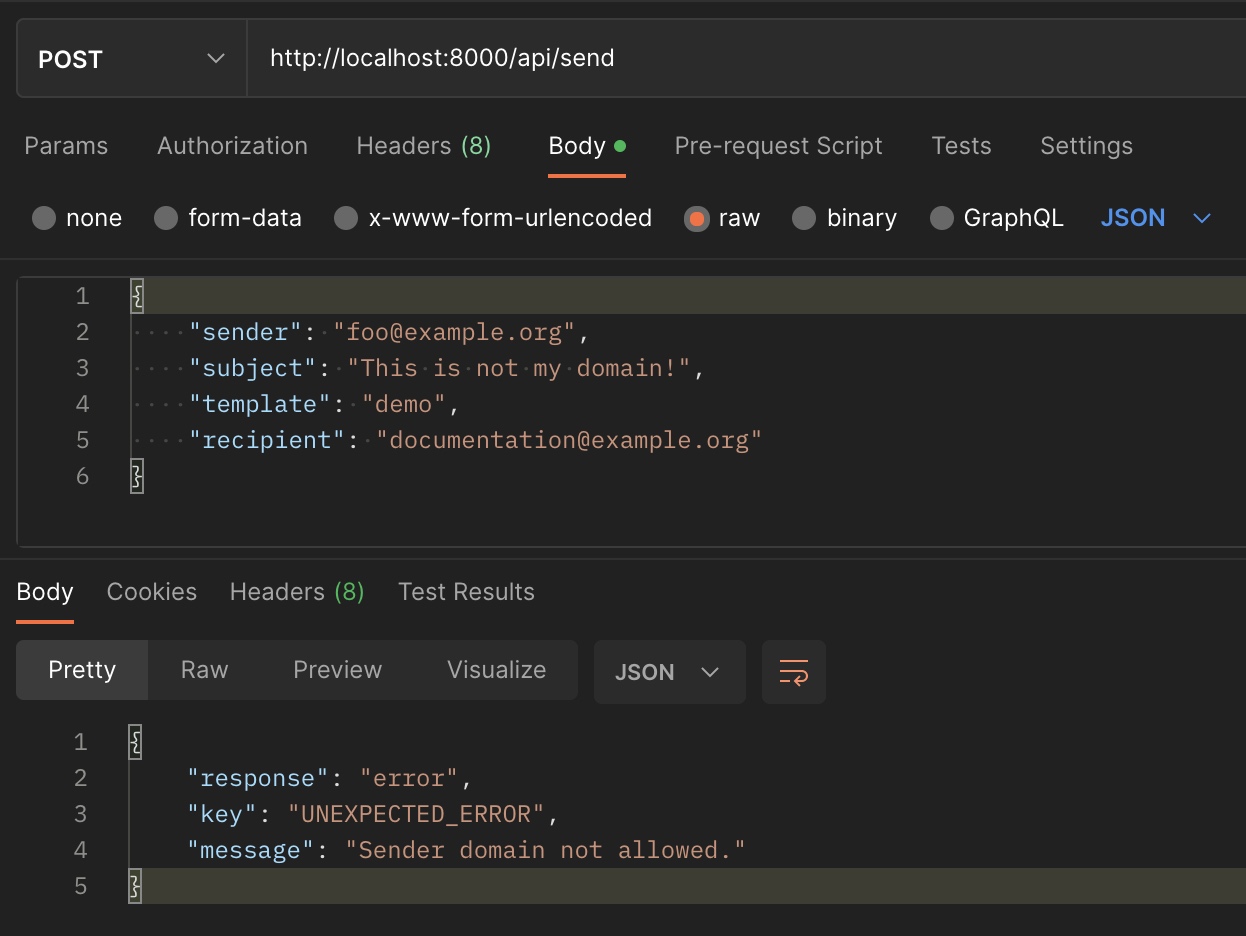 POST http://localhost:8000/api/send
Params Authorization Headers (8) Body Pre-request Script Tests Settings
none form-data x-www-form-urlencoded raw binary GraphQL JSON
1 {
2 "sender": "foo@example.org",
3 "subject": "This is not my domain!",
4 "template": "demo",
5 "recipient": "documentation@example.org"
6 }
Body Cookies Headers (8) Test Results
Pretty Raw Preview Visualize JSON
1 {
2 "response": "error",
3 "key": "UNEXPECTED_ERROR",
4 "message": "Sender domain not allowed."
5 }